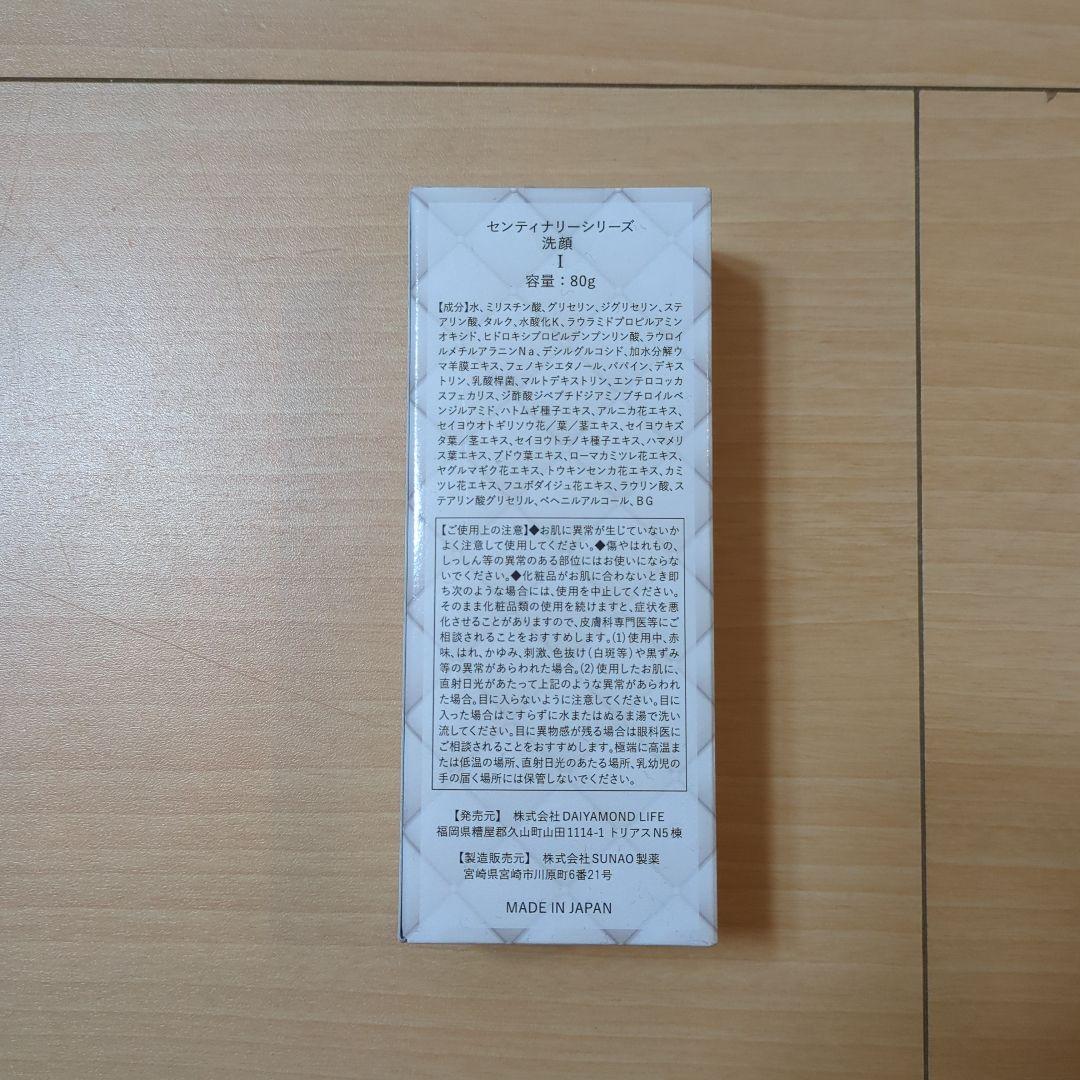 センティナリーシリーズ
洗顔
I
容量：80g
【成分】水、ミリスチン酸、グリセリン、ジグリセリン、ステ
アリン酸、タルク、水酸化K、ラウラミドプロピルアミン
オキシド、ヒドロキシプロピルデンプンリン酸、ラウロイ
ルメチルアラニンNa、デシルグルコシド、加水分解ウ
マ羊膜エキス、フェノキシエタノール、パパイン、デキス
トリン、乳酸桿菌、マルトデキストリン、エンテロコッカ
スフェカリス、ジ酢酸ジペプチドジアミノブチロイルベ
ンジルアミド、ハトムギ種子エキス、アルニカ花エキス、
セイヨウオトギリソウ花／葉／茎エキス、セイヨウキズ
タ葉／茎エキス、セイヨウトチノキ種子エキス、ハマメリ
ス葉エキス、ブドウ葉エキス、ローマカミツレ花エキス、
ヤグルマギク花エキス、トウキンセンカ花エキス、カミ
ツレ花エキス、フユボダイジュ花エキス、ラウリン酸、ス
テアリン酸グリセリル、ベヘニルアルコール、BG
【ご使用上の注意】◆お肌に異常が生じていないか
よく注意して使用してください。◆傷やはれもの、
しっしん等の異常のある部位にはお使いにならな
いでください。◆化粧品がお肌に合わないとき即
ち次のような場合には、使用を中止してください。
そのまま化粧品類の使用を続けますと、症状を悪
化させることがありますので、皮膚科専門医等にご
相談されることをおすすめします。(1)使用中、赤
味、はれ、かゆみ、刺激、色抜け(白斑等)や黒ずみ
等の異常があらわれた場合。(2)使用したお肌に、
直射日光があたって上記のような異常があらわれ
た場合。目に入らないように注意してください。目に
入った場合はこすらずに水またはぬるま湯で洗い
流してください。目に異物感が残る場合は眼科医に
ご相談されることをおすすめします。極端に高温ま
たは低温の場所、直射日光のあたる場所、乳幼児の
手の届く場所には保管しないでください。
【発売元】 株式会社DAIYAMOND LIFE
福岡県糟屋郡久山町山田1114-1 トリアスN5棟
【製造販売元】 株式会社SUNAO製薬
宮崎県宮崎市川原町6番21号
MADE IN JAPAN